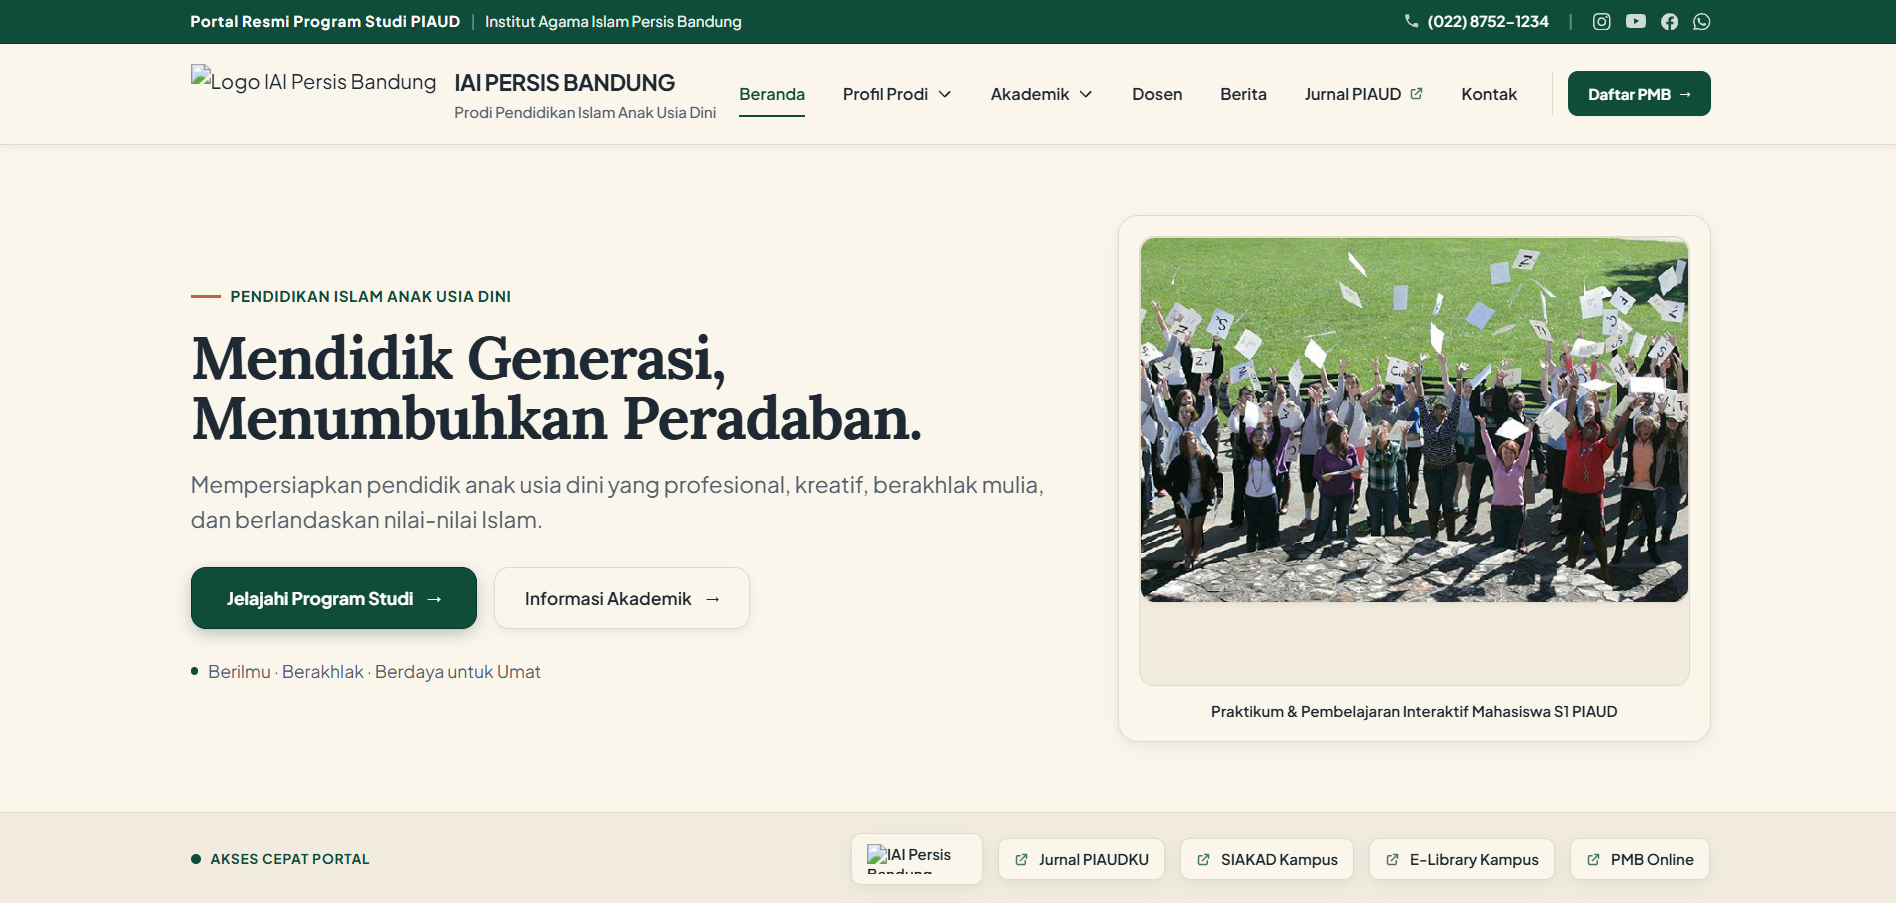 Portal Resmi Program Studi PIAUD | Institut Agama Islam Persis Bandung
(022) 8752-1234 |
Logo IAI Persis Bandung
IAI PERSIS BANDUNG
Prodi Pendidikan Islam Anak Usia Dini
Beranda
Profil Prodi
Akademik
Dosen
Berita
Jurnal PIAUD
Kontak
Daftar PMB →
PENDIDIKAN ISLAM ANAK USIA DINI
Mendidik Generasi,
Menumbuhkan Peradaban.
Mempersiapkan pendidik anak usia dini yang profesional, kreatif, berakhlak mulia,
dan berlandaskan nilai-nilai Islam.
Jelajahi Program Studi →
Informasi Akademik →
Berilmu · Berakhlak · Berdaya untuk Umat
Praktikum & Pembelajaran Interaktif Mahasiswa S1 PIAUD
AKSES CEPAT PORTAL
IAI Persis
Bandung
Jurnal PIAUDKU
SIAKAD Kampus
E-Library Kampus
PMB Online